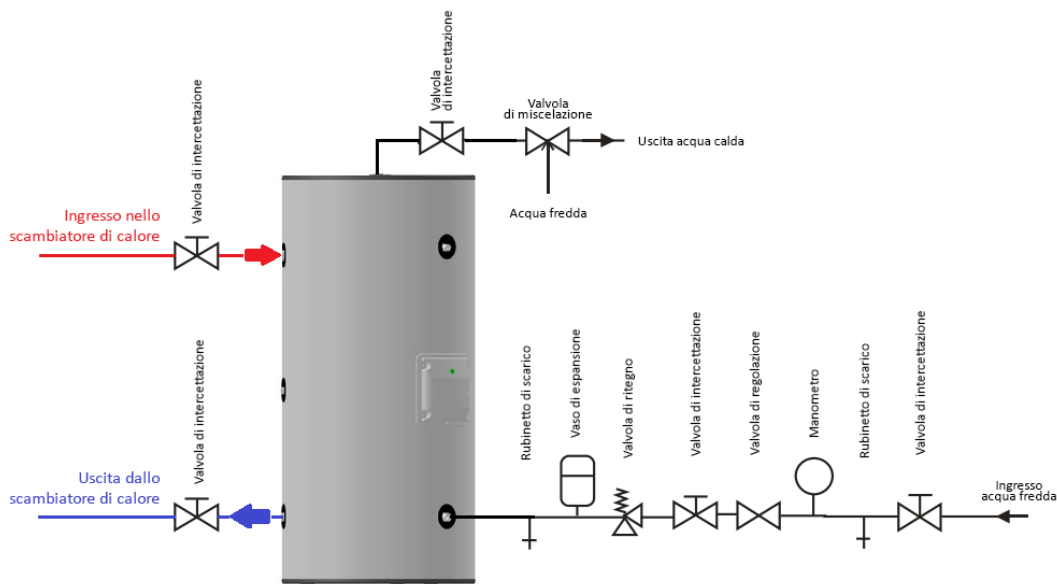 Valvola di intercettazione
Valvola
di intercettazione
Valvola
di miscelazione
Uscita acqua calda
Acqua fredda
Ingresso nello
scambiatore di calore
Valvola di intercettazione
Uscita dallo
scambiatore di calore
Rubinetto di scarico
Vaso di espansione
Valvola di ritegno
Valvola di intercettazione
Valvola di regolazione
Manometro
Rubinetto di scarico
Valvola di intercettazione
Ingresso
acqua fredda